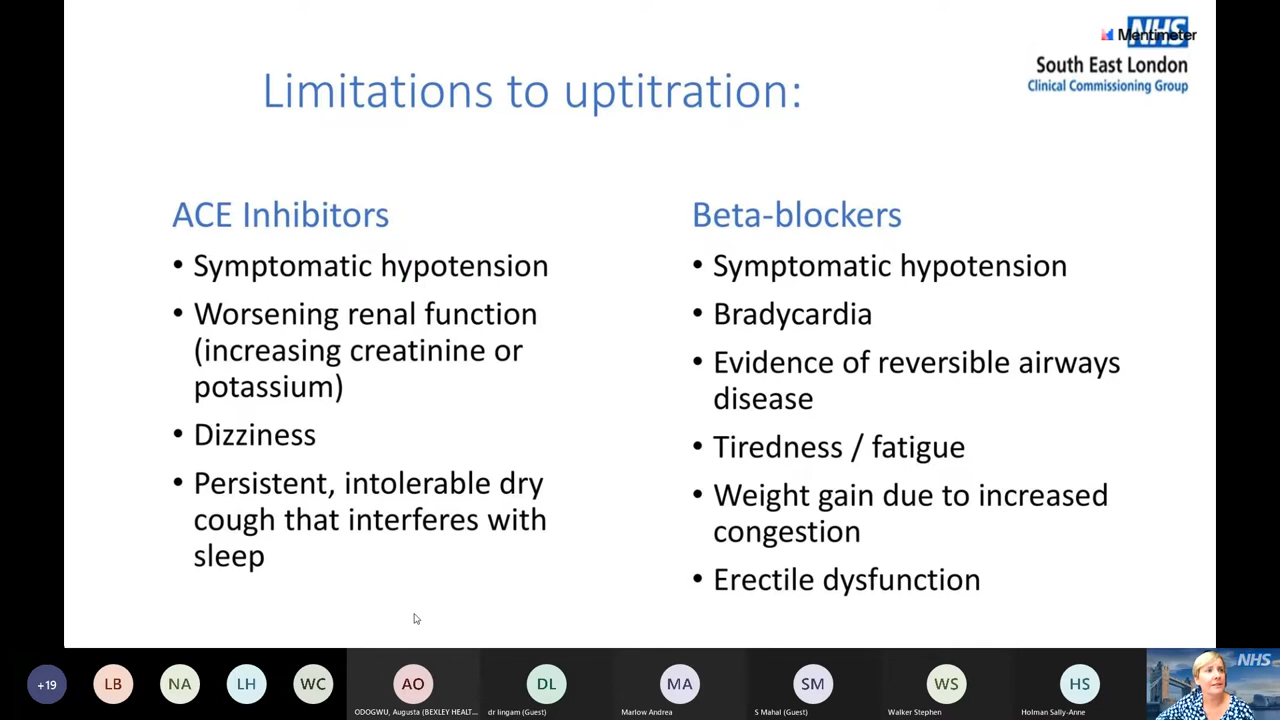 NHS
Mentimeter
South East London
Clinical Commissioning Group
Limitations to uptitration:
ACE Inhibitors
• Symptomatic hypotension
• Worsening renal function
(increasing creatinine or
potassium)
• Dizziness
• Persistent, intolerable dry
cough that interferes with
sleep
Beta-blockers
• Symptomatic hypotension
• Bradycardia
• Evidence of reversible airways
disease
• Tiredness / fatigue
• Weight gain due to increased
congestion
• Erectile dysfunction
+19
LB
NA
LH
WC
AO
ODOGWU, Augusta (BEXLEY HEALT...
DL
dr lingam (Guest)
MA
Marlow Andrea
SM
S Mahal (Guest)
WS
Walker Stephen
HS
Holman Sally-Anne
NHS